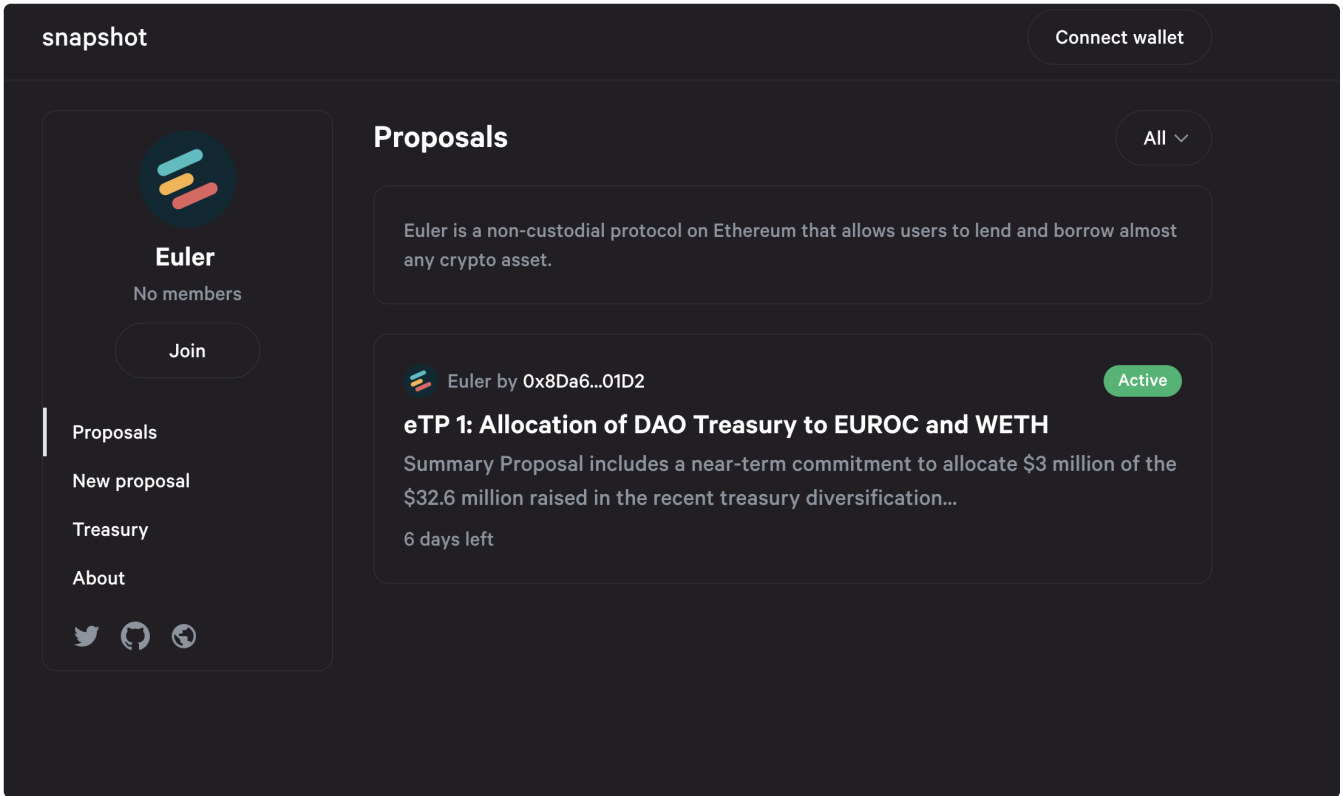 snapshot
Connect wallet
Euler
No members
Join
Proposals
New proposal
Treasury
About
Proposals
All
Euler is a non-custodial protocol on Ethereum that allows users to lend and borrow almost
any crypto asset.
Euler by 0x8Da6...01D2
Active
eTP 1: Allocation of DAO Treasury to EUROC and WETH
Summary Proposal includes a near-term commitment to allocate $3 million of the
$32.6 million raised in the recent treasury diversification...
6 days left